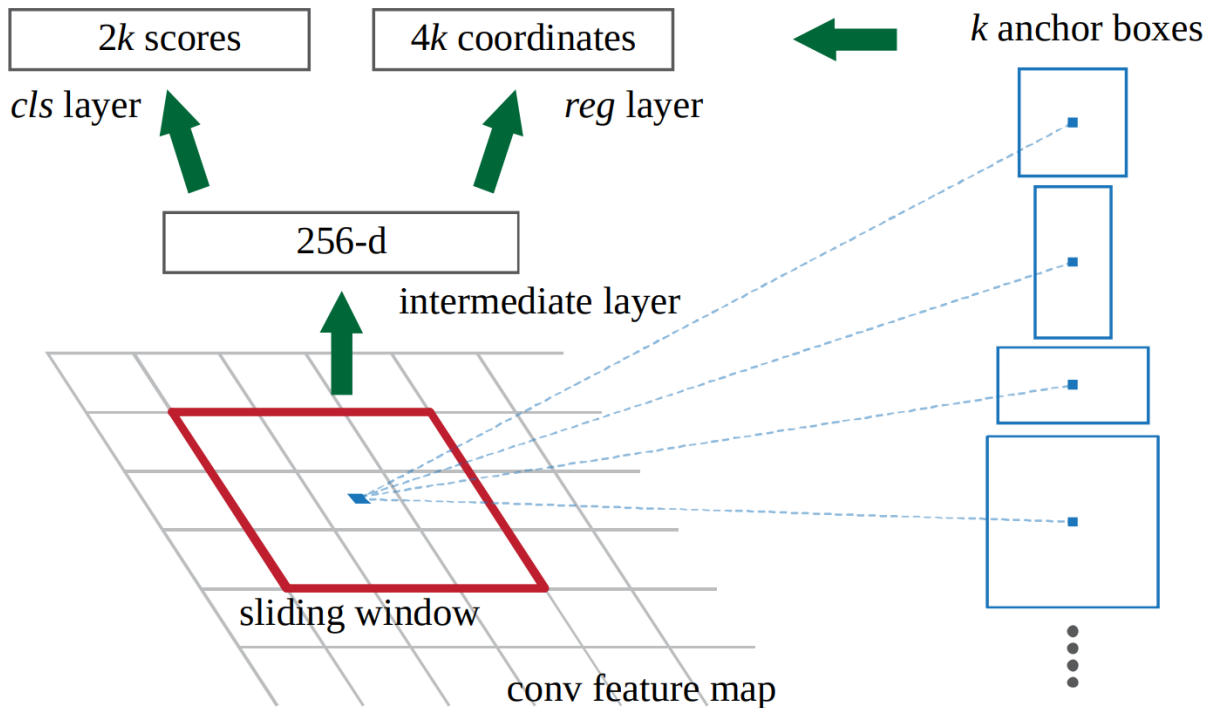 2k scores
4k coordinates
k anchor boxes
cls layer
reg layer
256-d
intermediate layer
sliding window
conv feature map